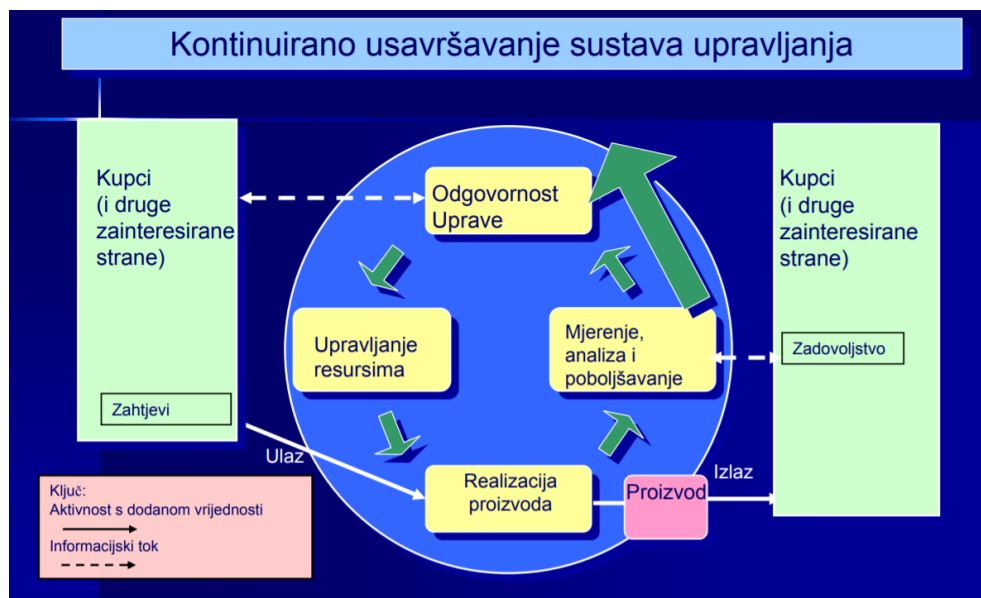 Kontinuirano usavršavanje sustava upravljanja
Kupci
(i druge
zainteresirane
strane)
Zahtjevi
Odgovornost
Uprave
Upravljanje
resursima
Mjerenje,
analiza i
poboljšavanje
Realizacija
proizvoda
Ulaz
Proizvod
Izlaz
Kupci
(i druge
zainteresirane
strane)
Zadovoljstvo
Ključ:
Aktivnost s dodanom vrijednosti
Informacijski tok